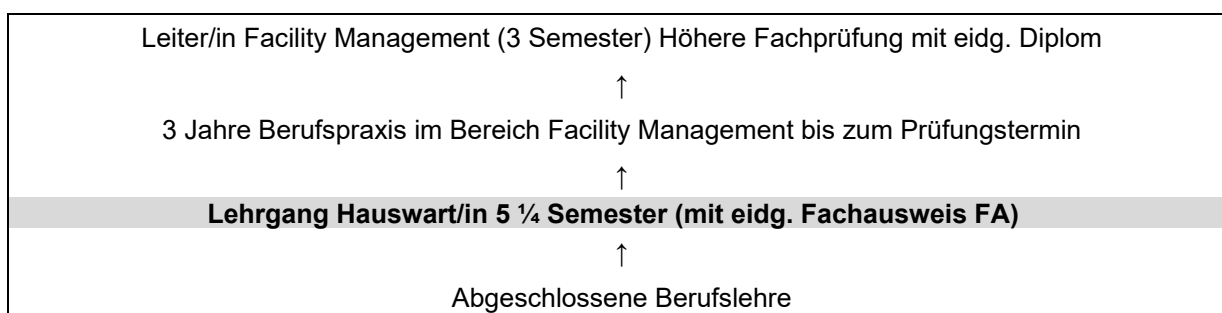 Leiter/in Facility Management (3 Semester) Höhere Fachprüfung mit eidg. Diplom
↑
3 Jahre Berufspraxis im Bereich Facility Management bis zum Prüfungstermin
↑
Lehrgang Hauswart/in 5 ¼ Semester (mit eidg. Fachausweis FA)
↑
Abgeschlossene Berufslehre